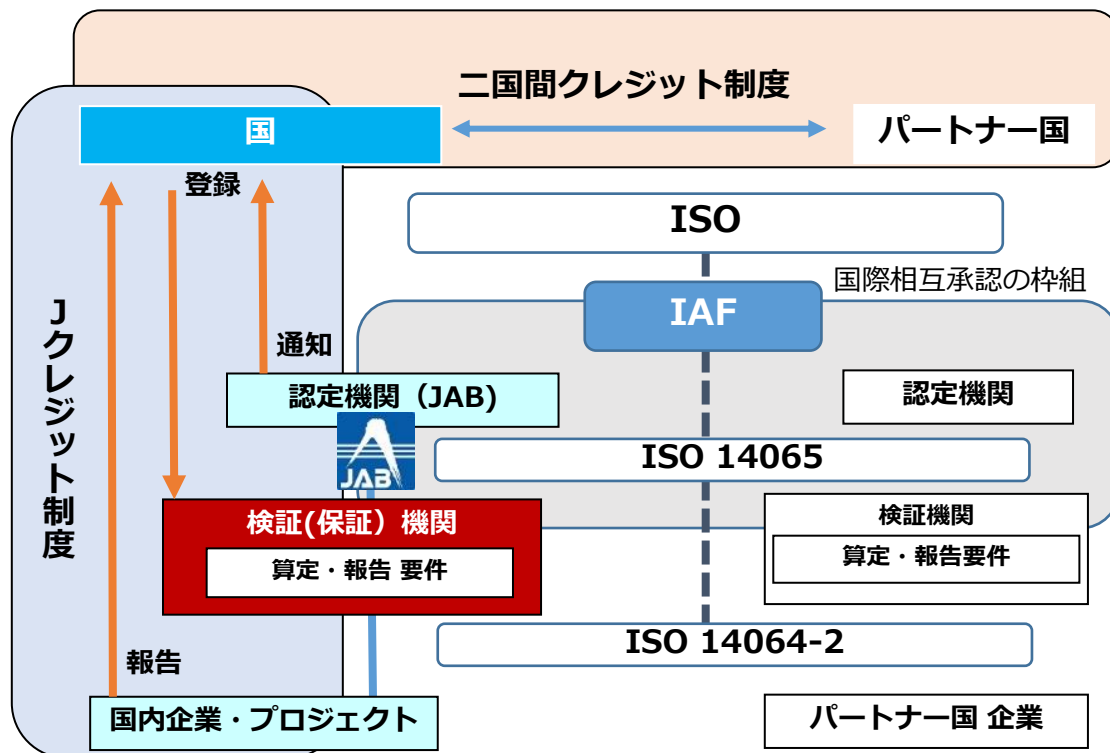 二国間クレジット制度
国
パートナー国
登録
ISO
国際相互承認の枠組
IAF
Jクレジット制度
通知
認定機関（JAB)
認定機関
JAB
ISO 14065
検証(保証）機関
算定・報告 要件
検証機関
算定・報告要件
ISO 14064-2
報告
国内企業・プロジェクト
パートナー国 企業